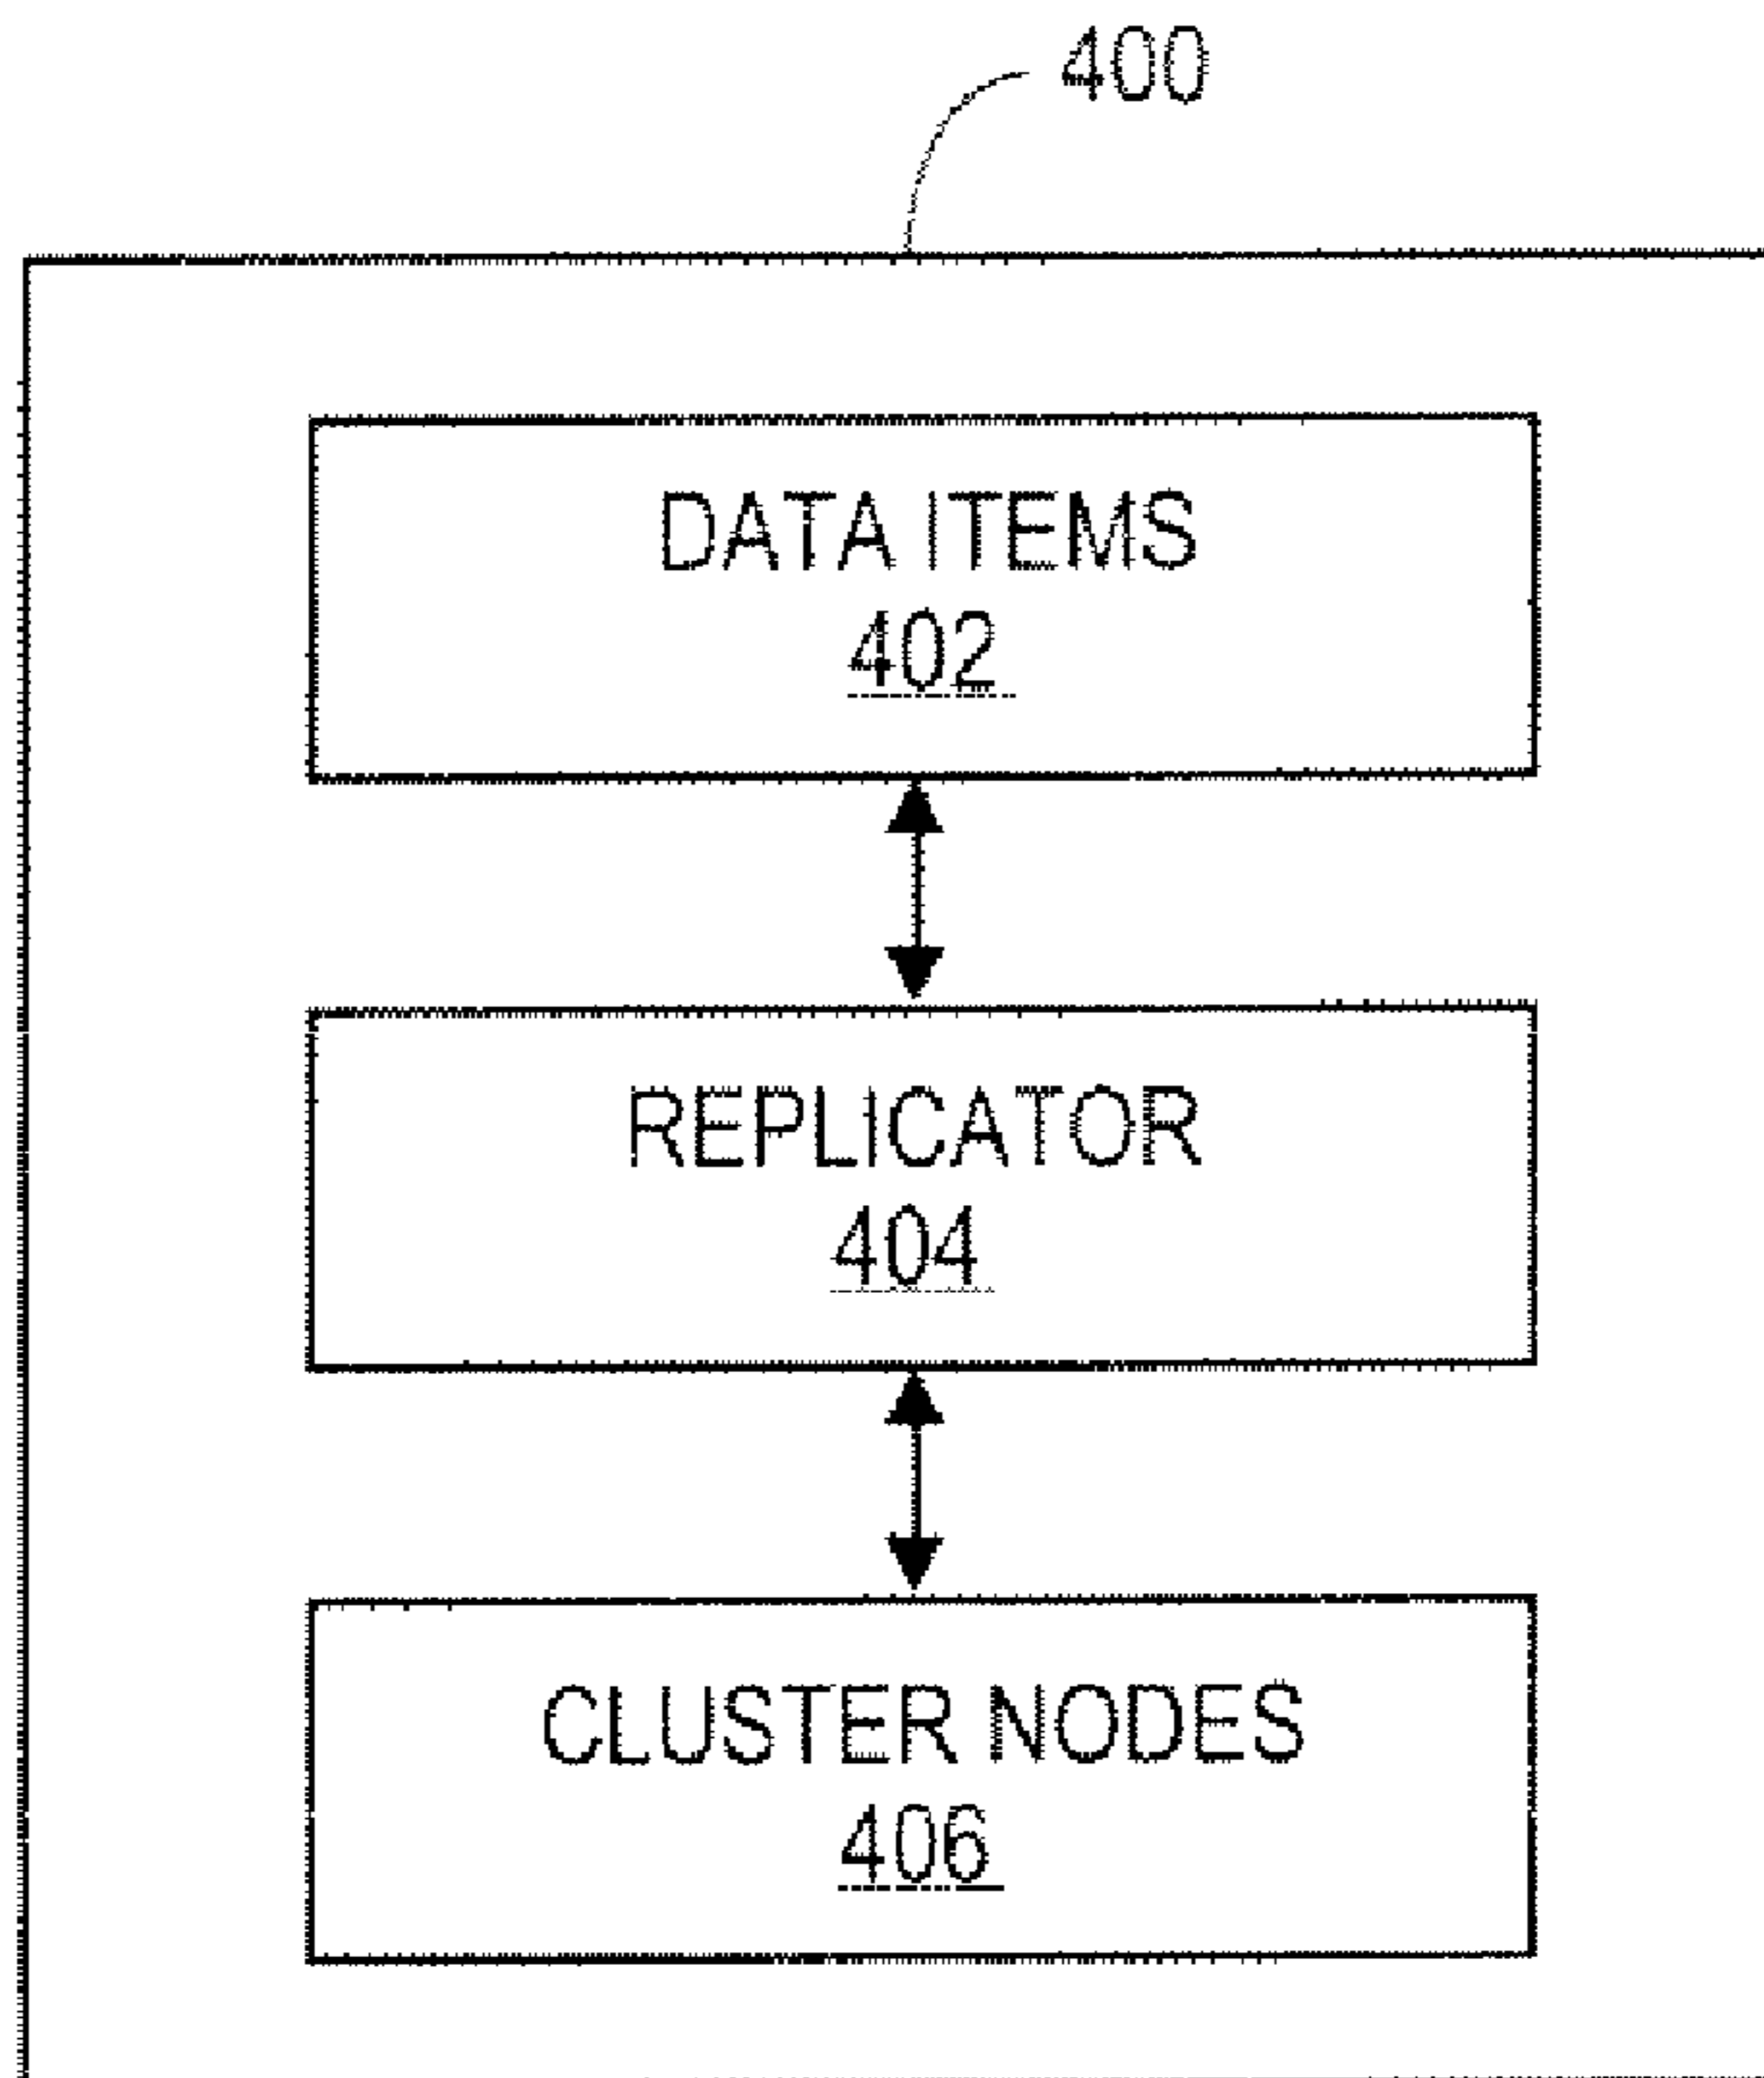 400
DATA ITEMS
402
REPLICATOR
404
CLUSTER NODES
406